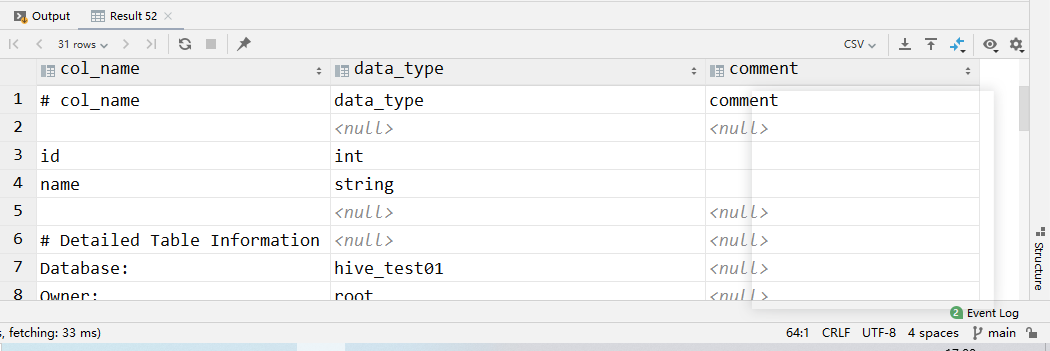 Output Result 52
31 rows CSV
col_name data_type comment
1 # col_name data_type comment
2 <null> <null>
3 id int
4 name string
5 <null> <null>
6 # Detailed Table Information <null> <null>
7 Database: hive_test01 <null>
8 Owner: root <null>
Structure
2 Event Log
, fetching: 33 ms) 64:1 CRLF UTF-8 4 spaces main